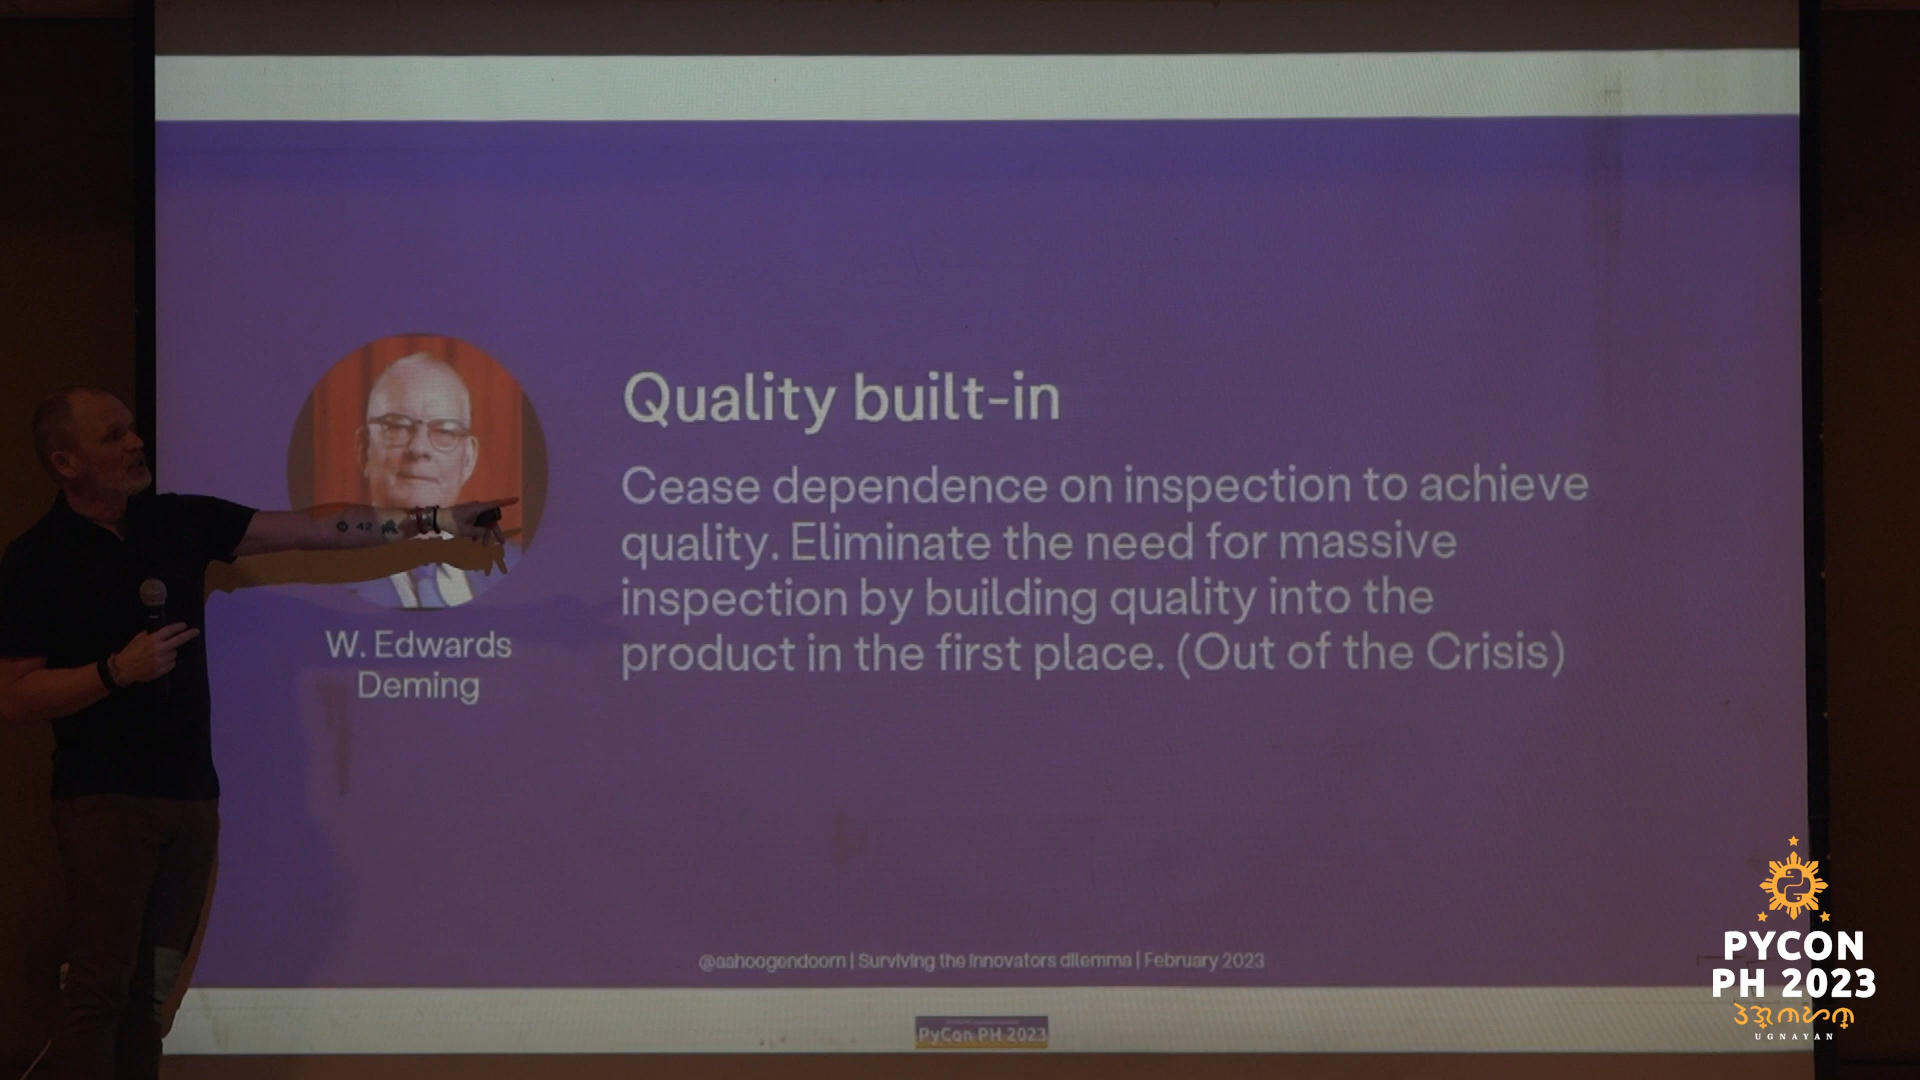 Quality built-in
Cease dependence on inspection to achieve
quality. Eliminate the need for massive
inspection by building quality into the
product in the first place. (Out of the Crisis)
W. Edwards
Deming
42
@aahoogendoorn | Surviving the innovators dilemma | February 2023
PyCon PH 2023
PYCON
PH 2023
UGNAYAN